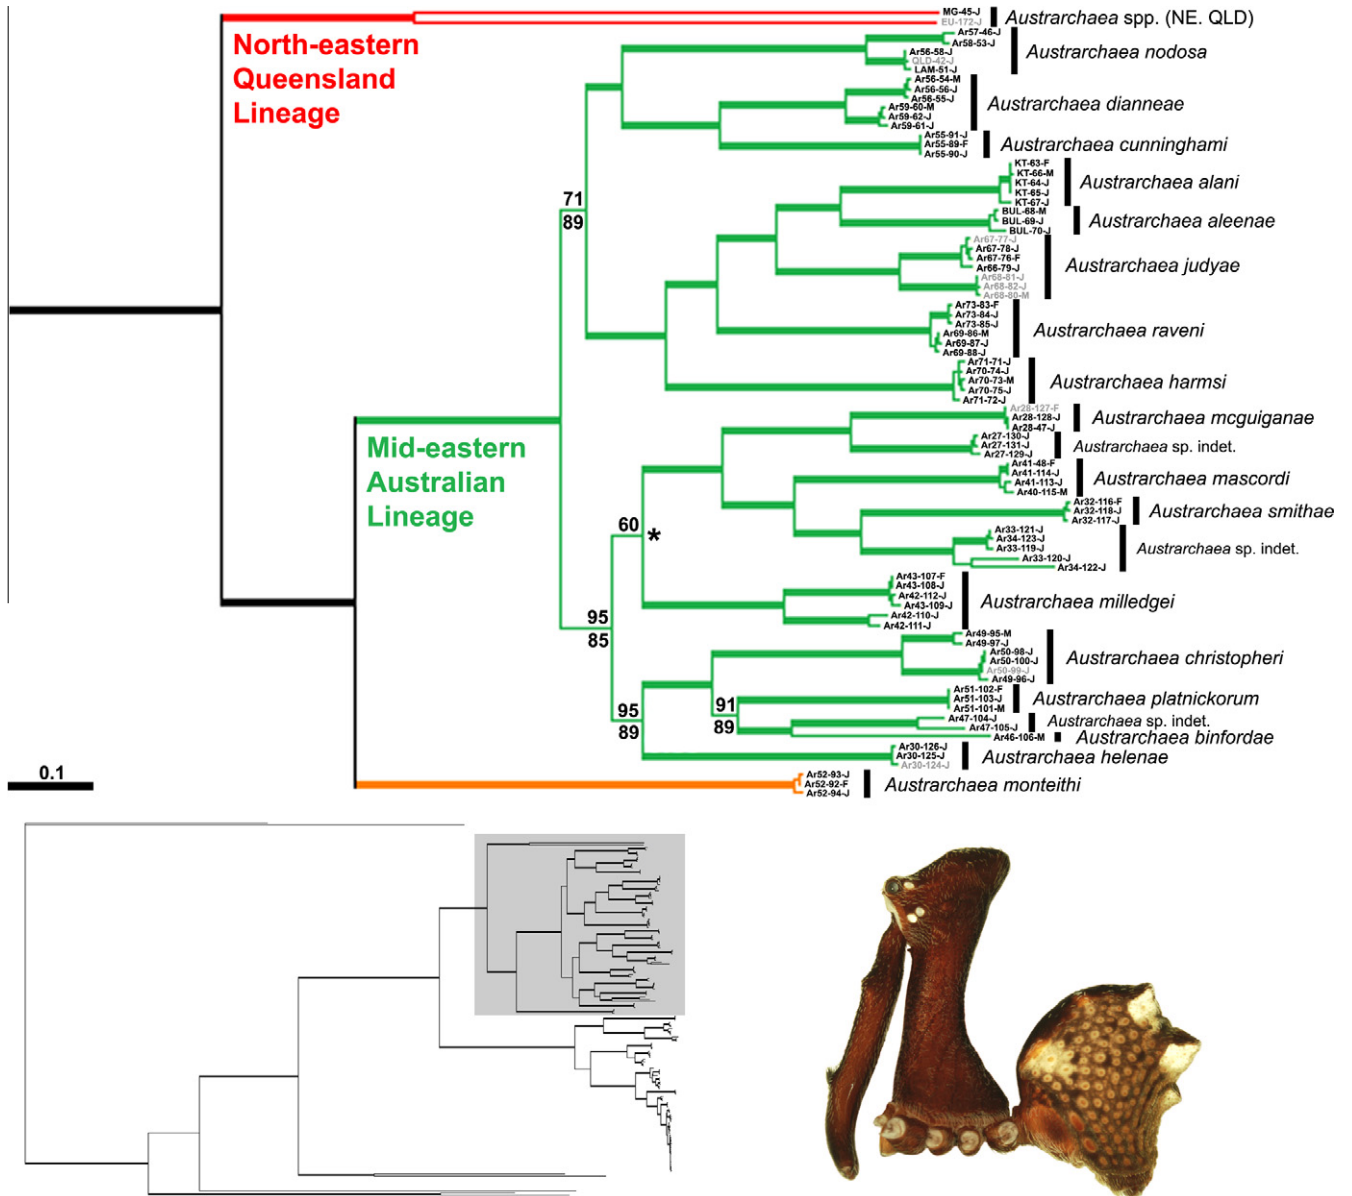 MG-45-J
EU-172-J
Austrarchaea spp. (NE. QLD)
North-eastern
Queensland
Lineage
Ar57-46-J
Ar58-53-J
Ar56-58-J
QLD-42-J
LAM-51-J
Austrarchaea nodosa
Ar56-54-M
Ar56-56-J
Ar56-55-J
Ar59-60-M
Ar59-62-J
Ar59-61-J
Austrarchaea dianneae
Ar55-91-J
Ar55-89-F
Ar55-90-J
Austrarchaea cunninghami
KT-63-F
KT-66-M
KT-64-J
KT-65-J
KT-67-J
Austrarchaea alani
BUL-68-M
BUL-69-J
BUL-70-J
Austrarchaea aleenae
71
89
Ar67-77-J
Ar67-78-J
Ar67-76-F
Ar66-79-J
Ar68-81-J
Ar68-82-J
Ar68-80-M
Austrarchaea judyae
Ar73-83-F
Ar73-84-J
Ar73-85-J
Ar69-86-M
Ar69-87-J
Ar69-88-J
Austrarchaea raveni
Ar71-71-J
Ar70-74-J
Ar70-73-M
Ar70-75-J
Ar71-72-J
Austrarchaea harmsi
Mid-eastern
Australian
Lineage
Ar28-127-F
Ar28-128-J
Ar28-47-J
Austrarchaea mcguiganae
Ar27-130-J
Ar27-131-J
Ar27-129-J
Austrarchaea sp. indet.
Ar41-48-F
Ar41-114-J
Ar41-113-J
Ar40-115-M
Austrarchaea mascordi
Ar32-116-F
Ar32-118-J
Ar32-117-J
Austrarchaea smithae
60
*
Ar33-121-J
Ar34-123-J
Ar33-119-J
Ar33-120-J
Ar34-122-J
Austrarchaea sp. indet.
Ar43-107-F
Ar43-108-J
Ar42-112-J
Ar43-109-J
Ar42-110-J
Ar42-111-J
Austrarchaea milledgei
95
85
Ar49-95-M
Ar49-97-J
Ar50-98-J
Ar50-100-J
Ar50-99-J
Ar49-96-J
Austrarchaea christopheri
95
89
91
89
Ar51-102-F
Ar51-103-J
Ar51-101-M
Austrarchaea platnickorum
Ar47-104-J
Ar47-105-J
Austrarchaea sp. indet.
Ar46-106-M
Austrarchaea binfordae
Ar30-126-J
Ar30-125-J
Ar30-124-J
Austrarchaea helenae
0.1
Ar52-93-J
Ar52-92-F
Ar52-94-J
Austrarchaea monteithi